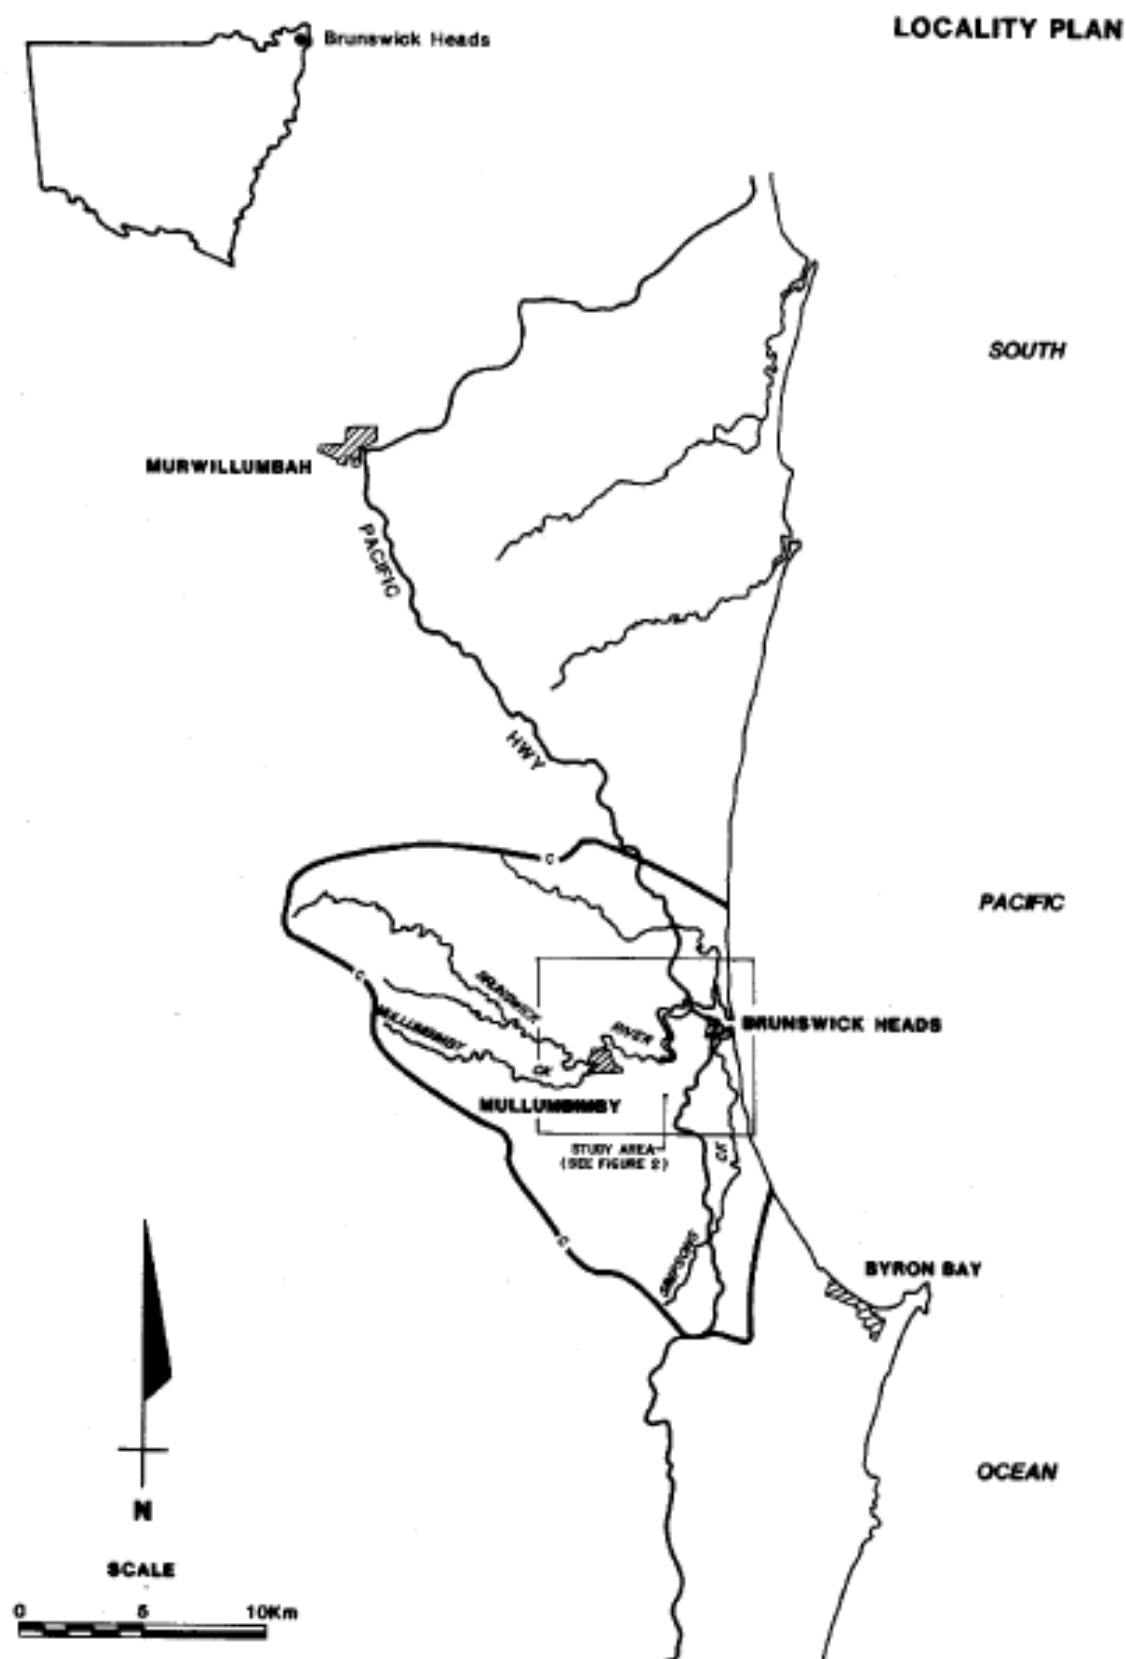 LOCALITY PLAN
Brunswick Heads
SOUTH
MURWILLUMBAH
PACIFIC
HWY
C
PACIFIC
C
BRUNSWICK
RIVER
BRUNSWICK HEADS
MULLUMBIMBY
CK
MULLUMBIMBY
STUDY AREA
(SEE FIGURE 2)
CK
C
SIMPSONS
BYRON BAY
OCEAN
N
SCALE
0 5 10Km